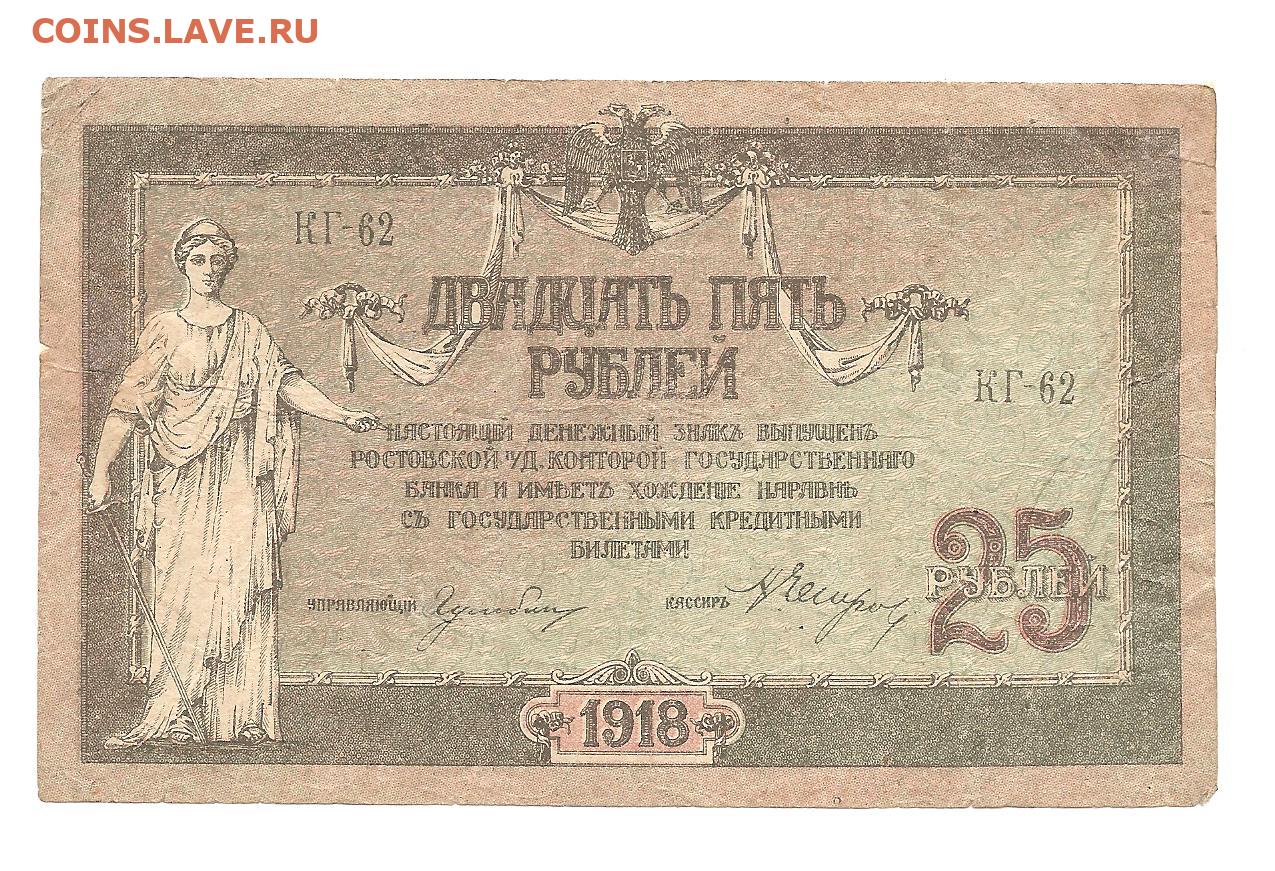 COINS.LAVE.RU
КГ-62
ДВАДЦАТЬ ПЯТЬ
РУБЛЕЙ
КГ-62
НАСТОЯЩІЙ ДЕНЕЖНЫЙ ЗНАКЪ ВЫПУЩЕНЪ
РОСТОВСКОЙ Н/Д. КОНТОРОЙ ГОСУДАРСТВЕННАГО
БАНКА И ИМѢЕТЪ ХОЖДЕНІЕ НАРАВНѢ
СЪ ГОСУДАРСТВЕННЫМИ КРЕДИТНЫМИ
БИЛЕТАМИ
25
РУБЛЕЙ
УПРАВЛЯЮЩІЙ
КАССИРЪ
1918